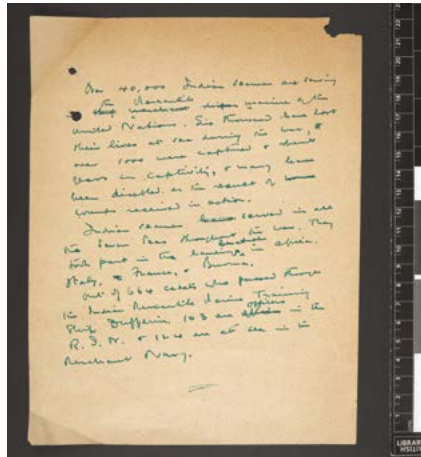 Over 40,000 Indian seamen are serving
in the Mercantile marine of the
United Nations. Six thousand have lost
their lives at sea during the war, &
over 1000 were captured & spent
years in captivity, & many have
been disabled as the result of
wounds received in action.
Indian seamen served in all
the Seven Seas throughout the war. They
took part in the landings in Africa.
Italy, France, & Burma.
Out of 664 cadets who passed through
the Indian Mercantile Marine Training
Ship Dufferin, 103 are officers in the
R.I.N. & 124 are at sea in the
Merchant Navy.
LIBRARY